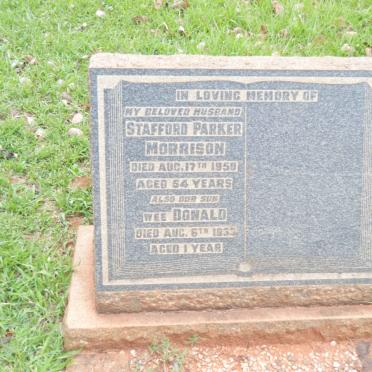 IN LOVING MEMORY OF
MY BELOVED HUSBAND
STAFFORD PARKER
MORRISON
DIED AUG. 17TH 1950
AGED 54 YEARS
ALSO OUR SON
WEE DONALD
DIED AUG. 6TH 1933
AGED 1 YEAR